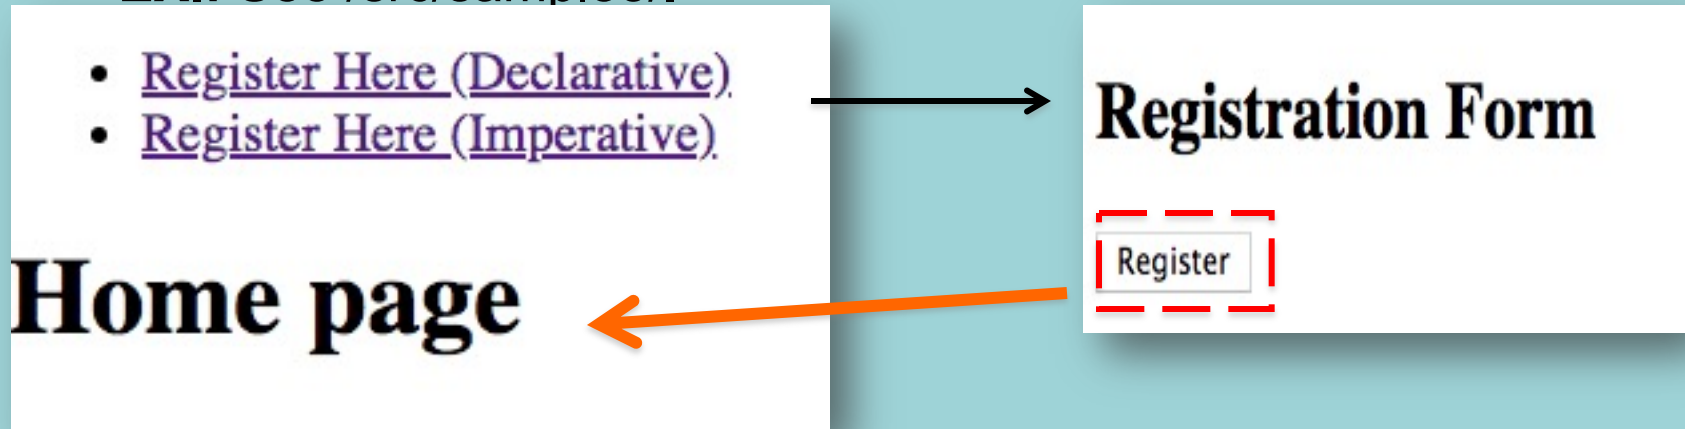 Register Here (Declarative)
Register Here (Imperative)
Home page
Registration Form
Register